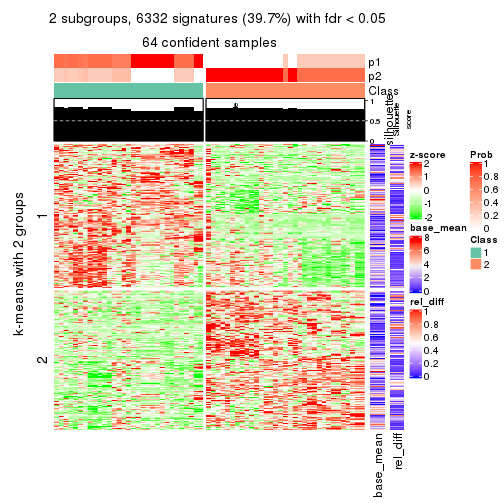 2 subgroups, 6332 signatures (39.7%) with fdr < 0.05
64 confident samples
p1
p2
Class
1
0.5
0
silhouette
Silhouette
score
k-means with 2 groups
1
2
base_mean
rel_diff
z-score
2
1
0
-1
-2
base_mean
8
6
4
2
0
rel_diff
1
0.8
0.6
0.4
0.2
0
Prob
1
0.8
0.6
0.4
0.2
0
Class
1
2